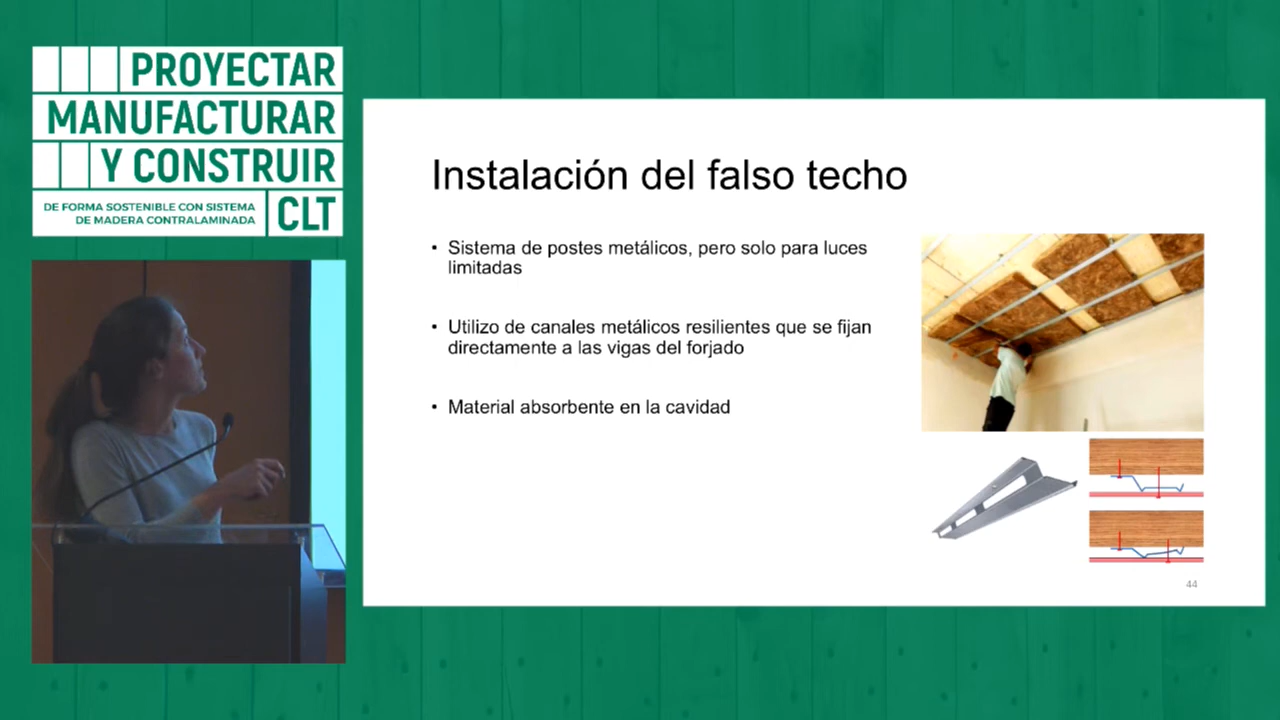 PROYECTAR
MANUFACTURAR
Y CONSTRUIR
DE FORMA SOSTENIBLE CON SISTEMA
DE MADERA CONTRALAMINADA
CLT
Instalación del falso techo
• Sistema de postes metálicos, pero solo para luces
limitadas
• Utilizo de canales metálicos resilientes que se fijan
directamente a las vigas del forjado
• Material absorbente en la cavidad
44